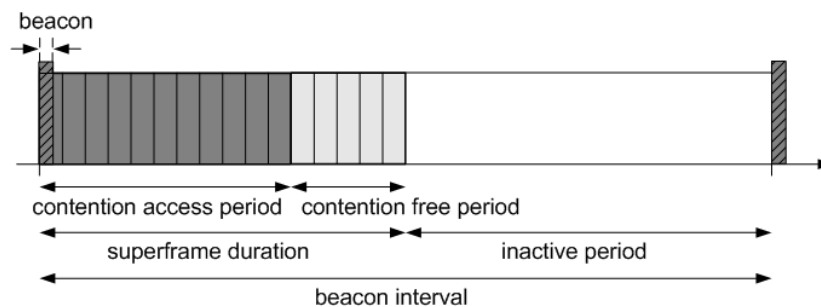 beacon
contention access period contention free period
superframe duration inactive period
beacon interval